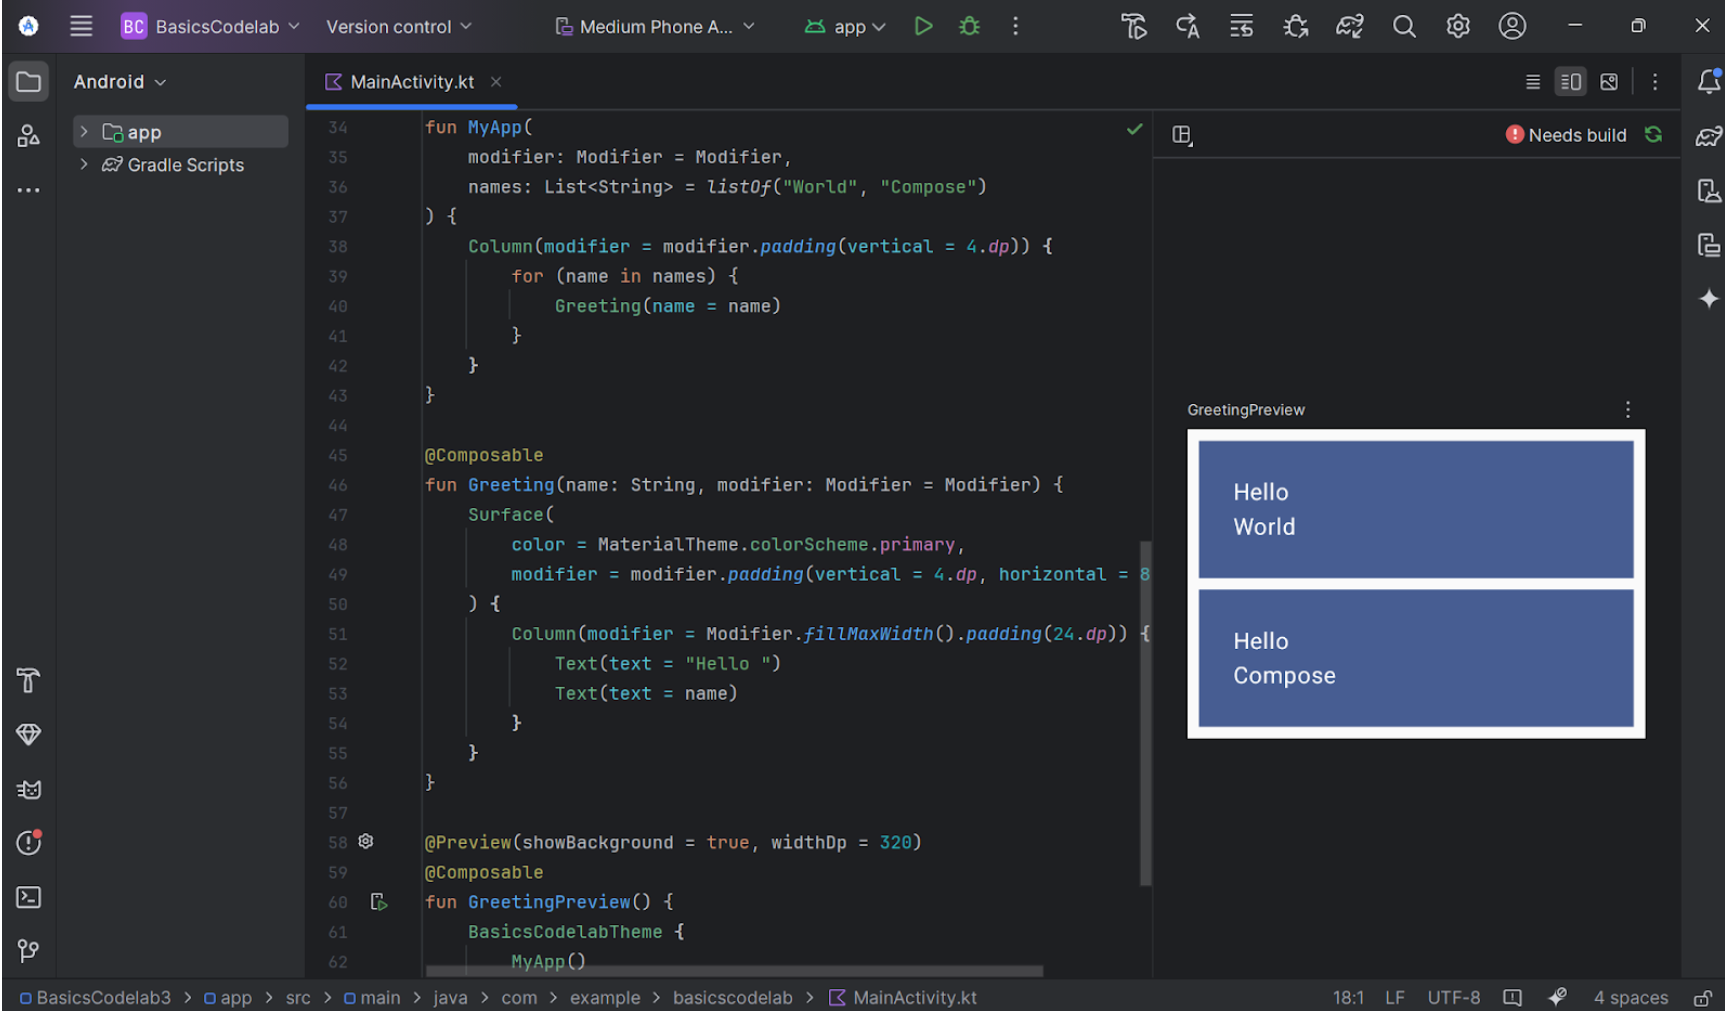 BC BasicsCodelab Version control Medium Phone A... app
Android
app
Gradle Scripts
MainActivity.kt
34 fun MyApp(
35 modifier: Modifier = Modifier,
36 names: List<String> = listOf("World", "Compose")
37 ) {
38 Column(modifier = modifier.padding(vertical = 4.dp)) {
39 for (name in names) {
40 Greeting(name = name)
41 }
42 }
43 }
44
45 @Composable
46 fun Greeting(name: String, modifier: Modifier = Modifier) {
47 Surface(
48 color = MaterialTheme.colorScheme.primary,
49 modifier = modifier.padding(vertical = 4.dp, horizontal = 8
50 ) {
51 Column(modifier = Modifier.fillMaxWidth().padding(24.dp)) {
52 Text(text = "Hello ")
53 Text(text = name)
54 }
55 }
56 }
57
58 @Preview(showBackground = true, widthDp = 320)
59 @Composable
60 fun GreetingPreview() {
61 BasicsCodelabTheme {
62 MyApp()
Needs build
GreetingPreview
Hello
World
Hello
Compose
BasicsCodelab3 > app > src > main > java > com > example > basicscodelab > MainActivity.kt
18:1 LF UTF-8 4 spaces